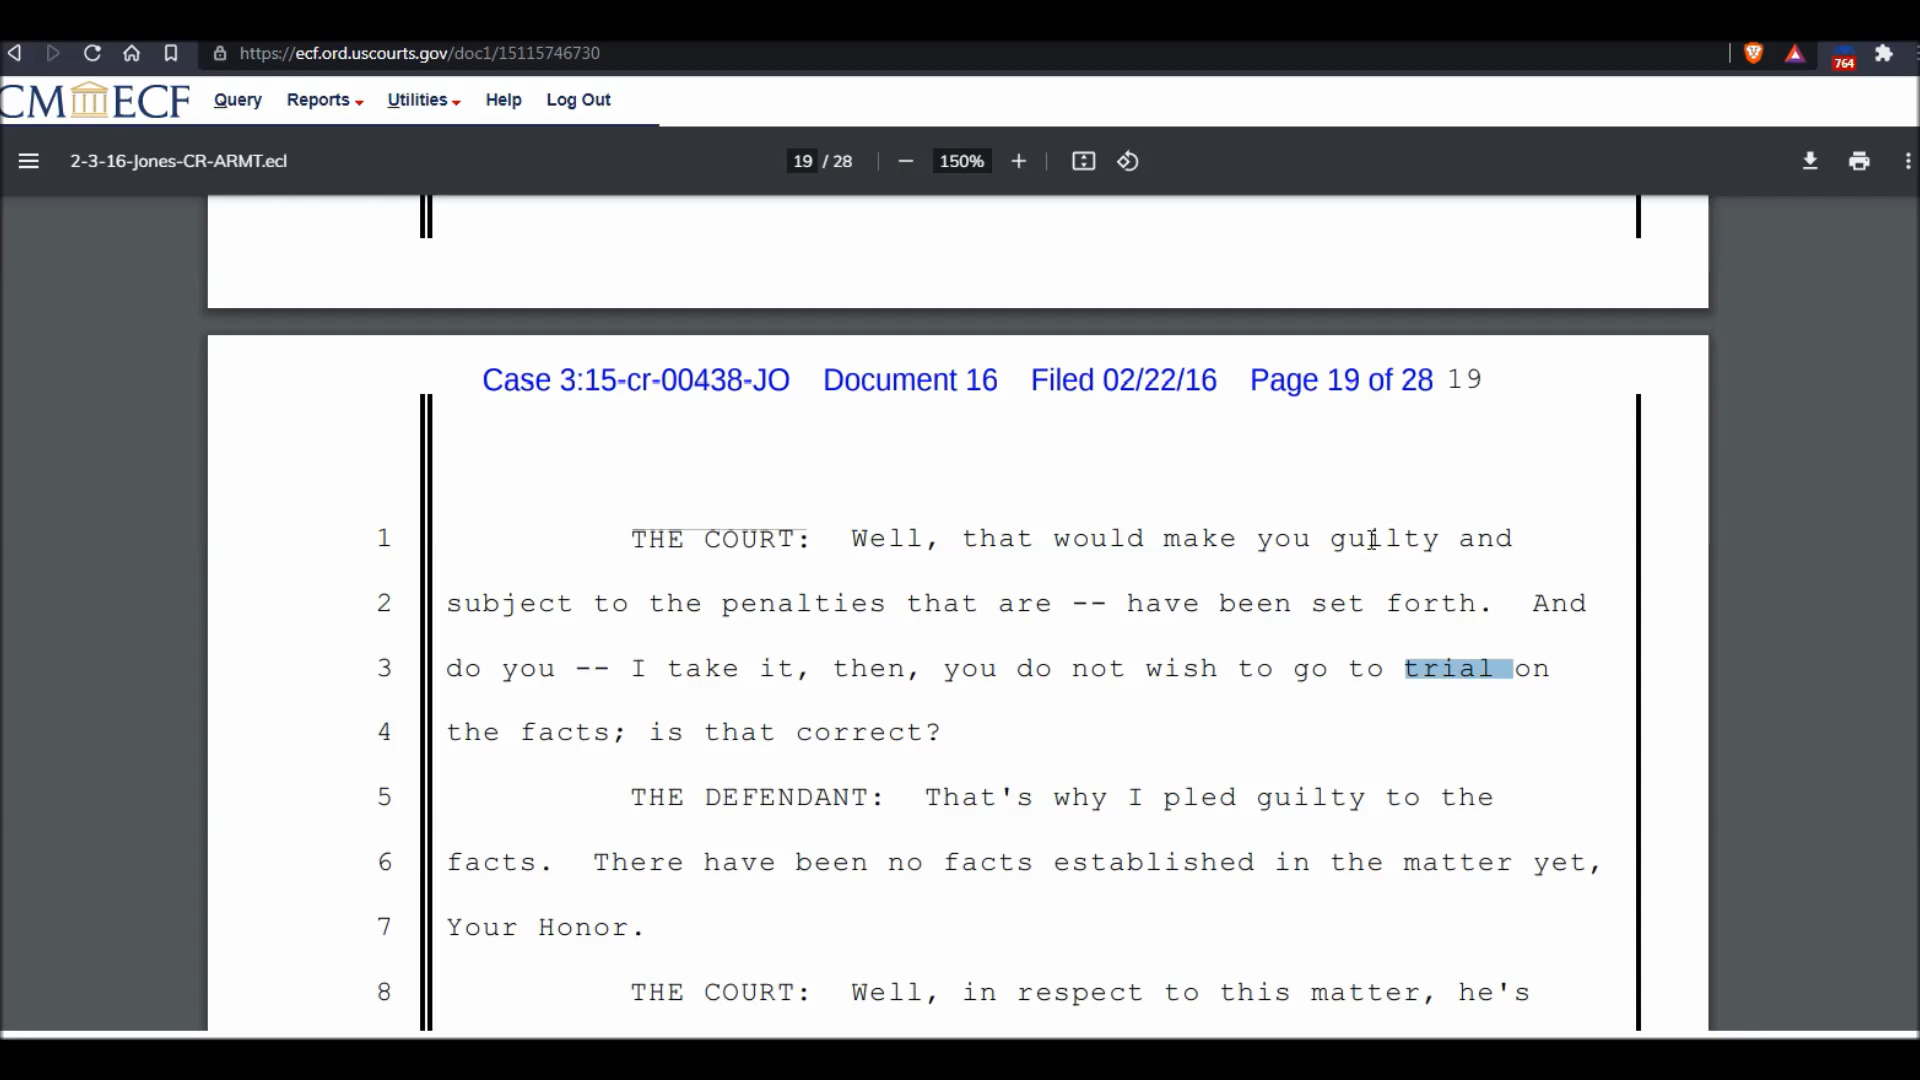 https://ecf.ord.uscourts.gov/doc1/15115746730
764
CM ECF Query Reports Utilities Help Log Out
2-3-16-Jones-CR-ARMT.ecl 19 / 28 150%
Case 3:15-cr-00438-JO Document 16 Filed 02/22/16 Page 19 of 28 19
1 THE COURT: Well, that would make you guilty and
2 subject to the penalties that are -- have been set forth. And
3 do you -- I take it, then, you do not wish to go to trial on
4 the facts; is that correct?
5 THE DEFENDANT: That's why I pled guilty to the
6 facts. There have been no facts established in the matter yet,
7 Your Honor.
8 THE COURT: Well, in respect to this matter, he's